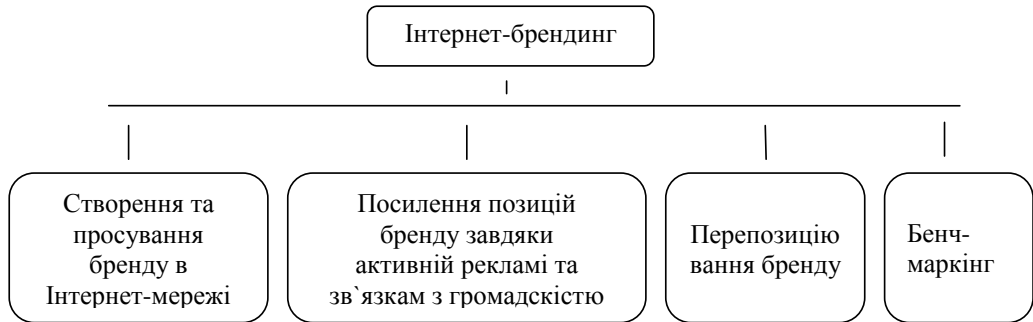 Інтернет-брендинг
Створення та
просування
бренду в
Інтернет-мережі
Посилення позицій
бренду завдяки
активній рекламі та
зв`язкам з громадскістю
Перепозицію
вання бренду
Бенч-
маркінг